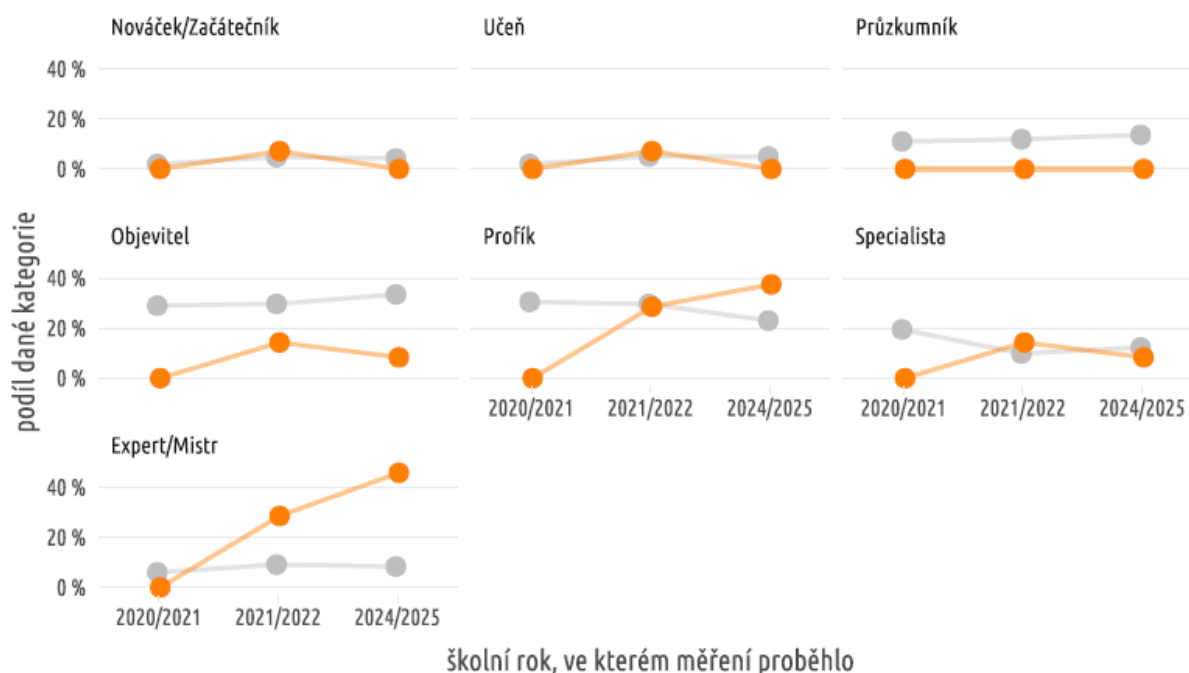 Nováček/Začátečník
Učeň
Průzkumník
40 %
20 %
0 %
Objevitel
Profík
Specialista
40 %
20 %
0 %
2020/2021 2021/2022 2024/2025
2020/2021 2021/2022 2024/2025
Expert/Mistr
40 %
20 %
0 %
2020/2021 2021/2022 2024/2025
podíl dané kategorie
školní rok, ve kterém měření proběhlo